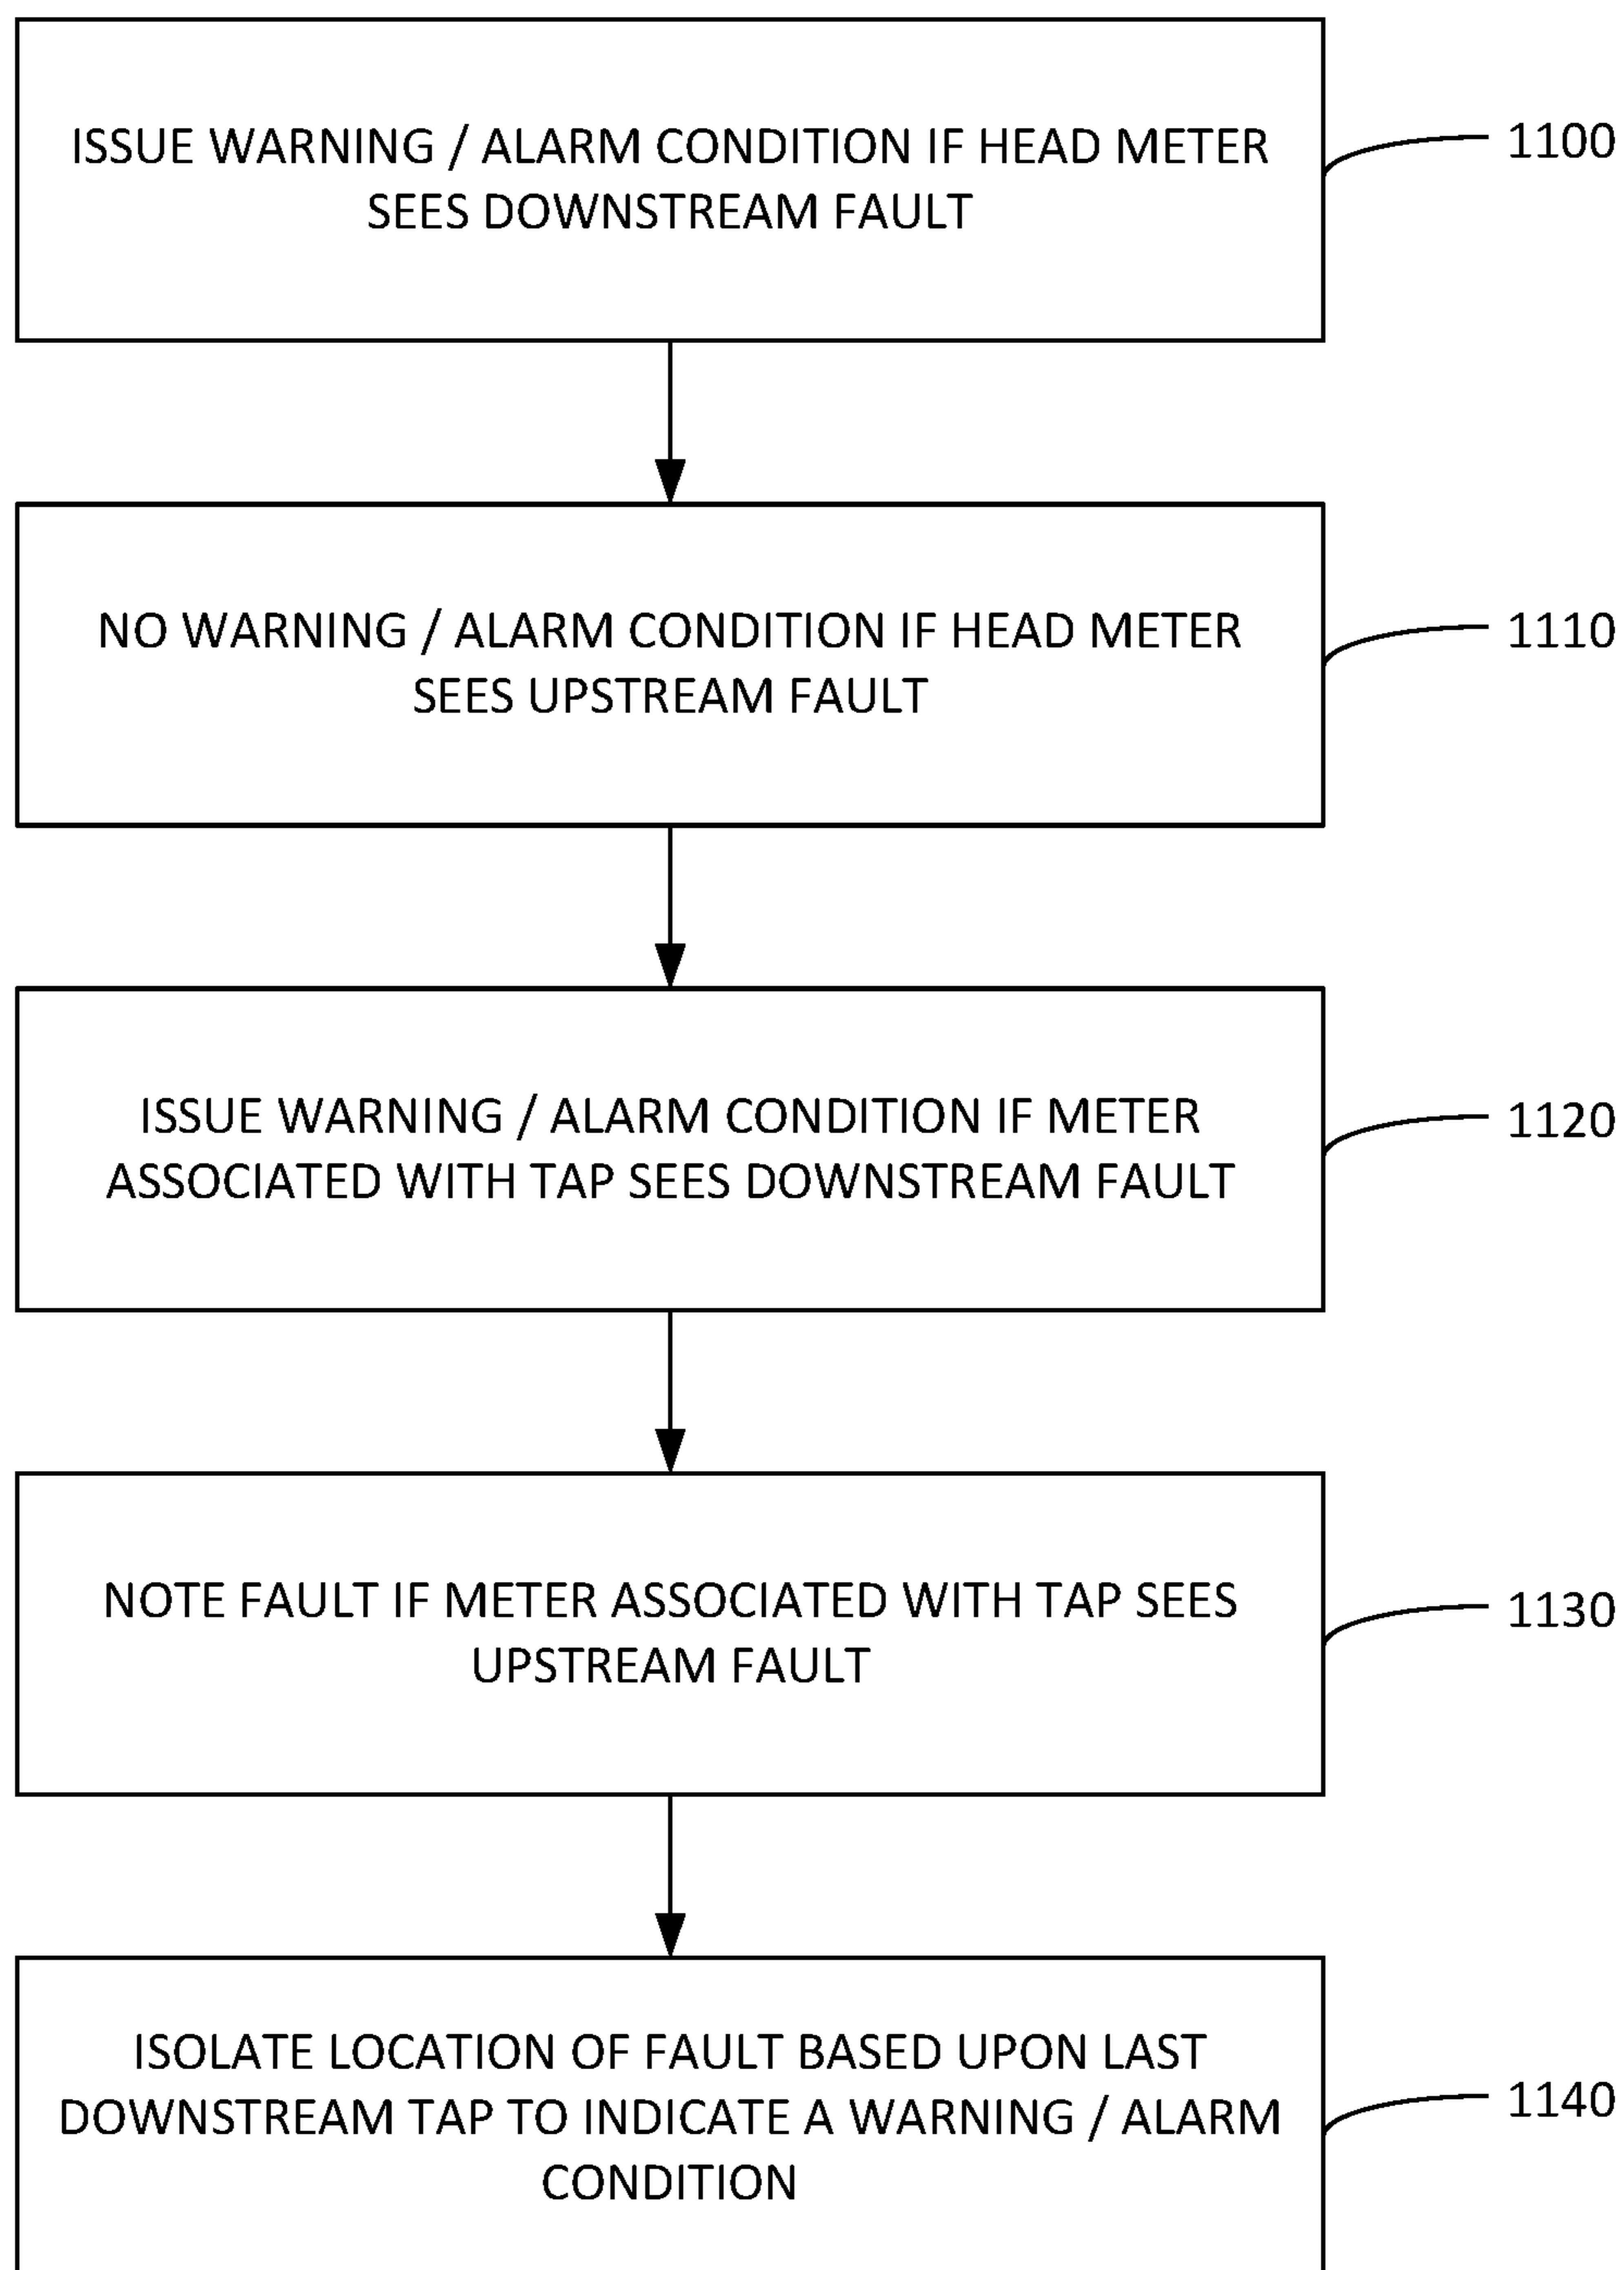 ISSUE WARNING / ALARM CONDITION IF HEAD METER
SEES DOWNSTREAM FAULT
1100
NO WARNING / ALARM CONDITION IF HEAD METER
SEES UPSTREAM FAULT
1110
ISSUE WARNING / ALARM CONDITION IF METER
ASSOCIATED WITH TAP SEES DOWNSTREAM FAULT
1120
NOTE FAULT IF METER ASSOCIATED WITH TAP SEES
UPSTREAM FAULT
1130
ISOLATE LOCATION OF FAULT BASED UPON LAST
DOWNSTREAM TAP TO INDICATE A WARNING / ALARM
CONDITION
1140